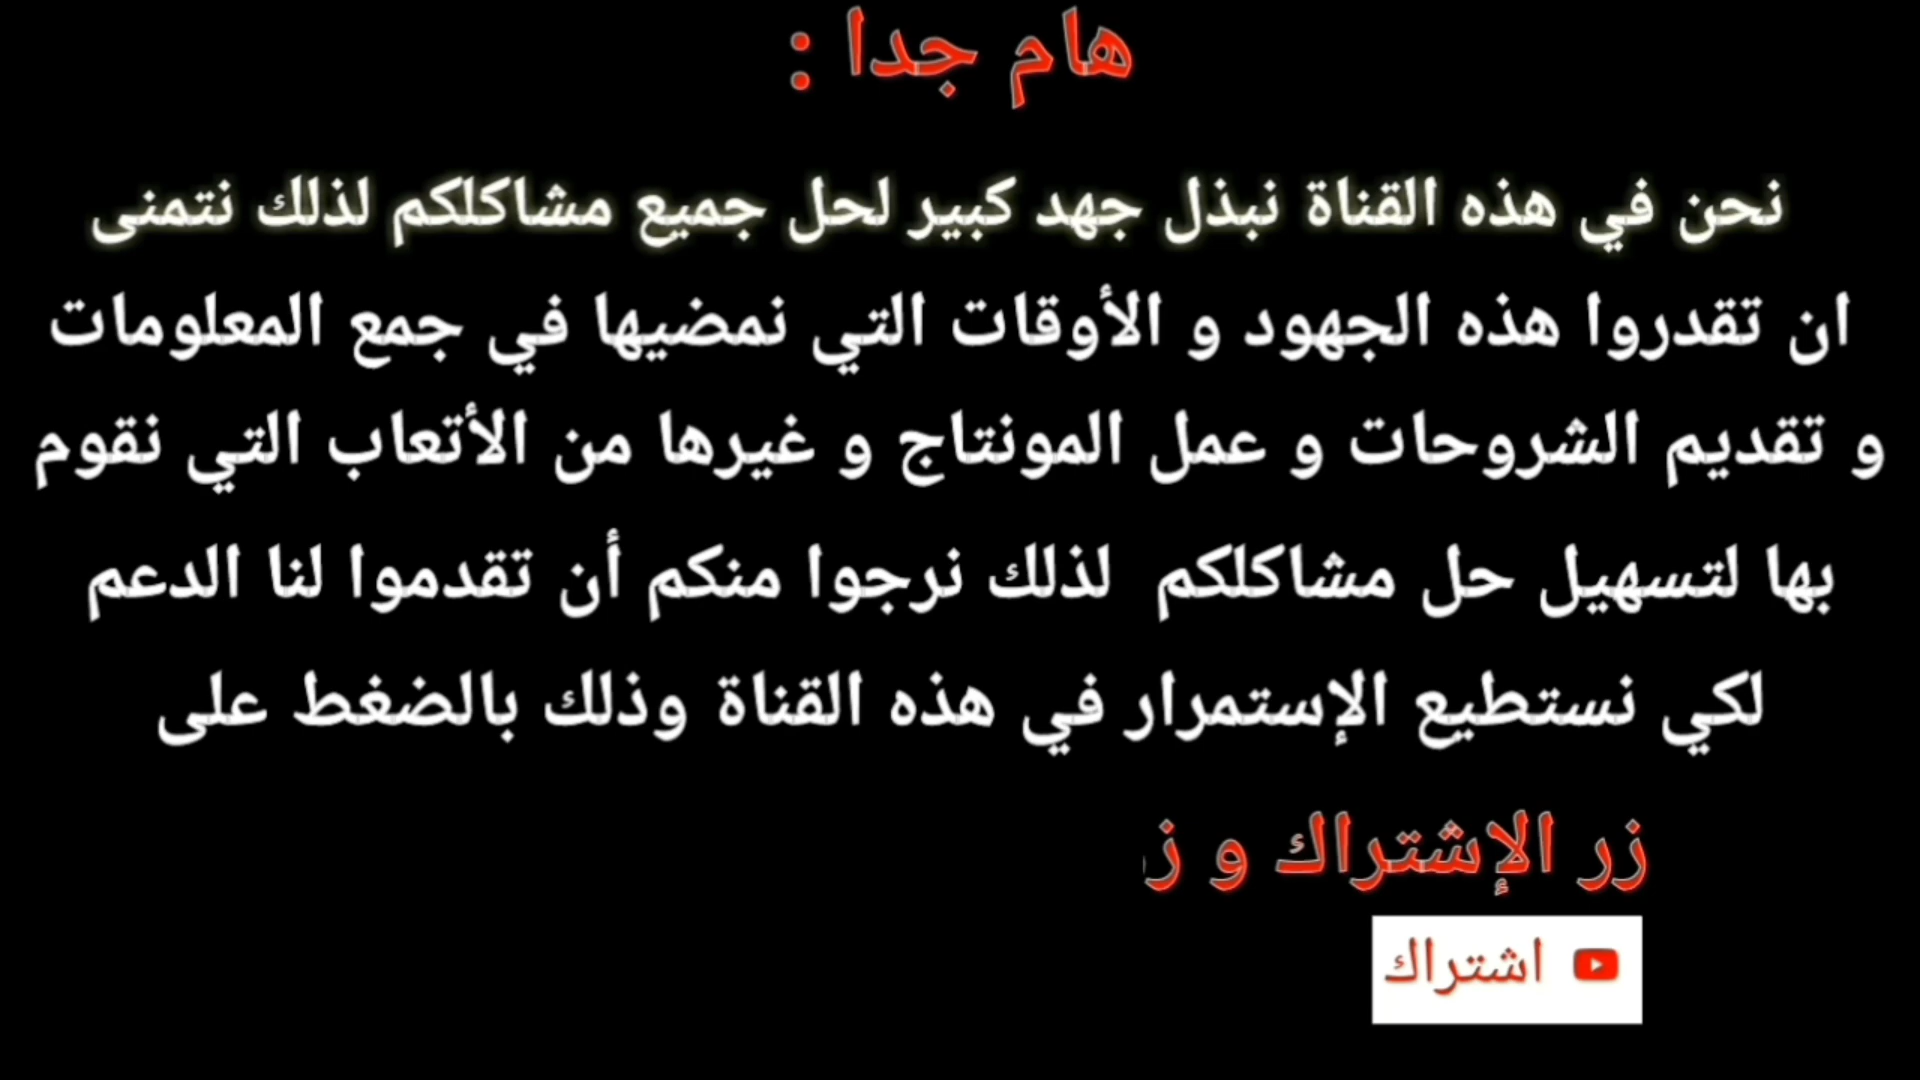 هام جدا :
نحن في هذه القناة نبذل جهد كبير لحل جميع مشاكلكم لذلك نتمنى
ان تقدروا هذه الجهود و الأوقات التي نمضيها في جمع المعلومات
و تقديم الشروحات و عمل المونتاج و غيرها من الأتعاب التي نقوم
بها لتسهيل حل مشاكلكم لذلك نرجوا منكم أن تقدموا لنا الدعم
لكي نستطيع الإستمرار في هذه القناة وذلك بالضغط على
زر الإشتراك و ز
اشتراك